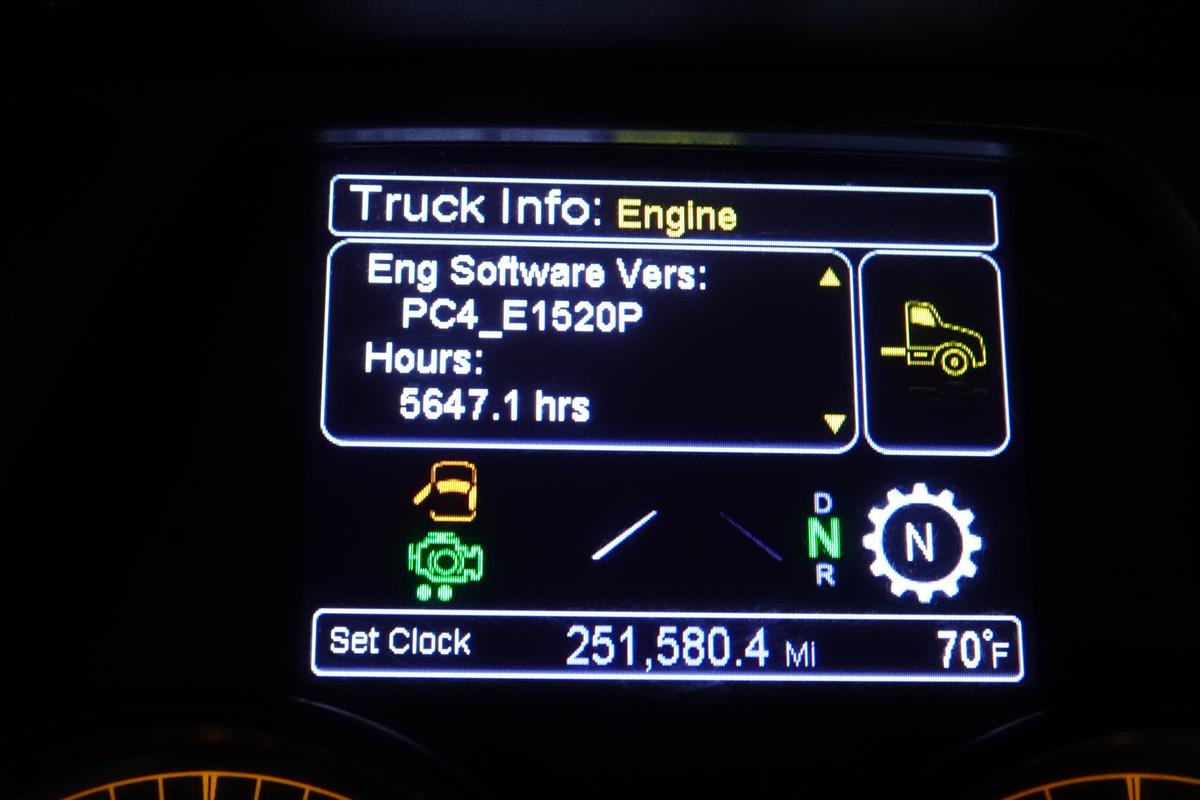 Truck Info: Engine
Eng Software Vers:
PC4_E1520P
Hours:
5647.1 hrs
D
N
R
N
Set Clock 251,580.4 Mi 70°F